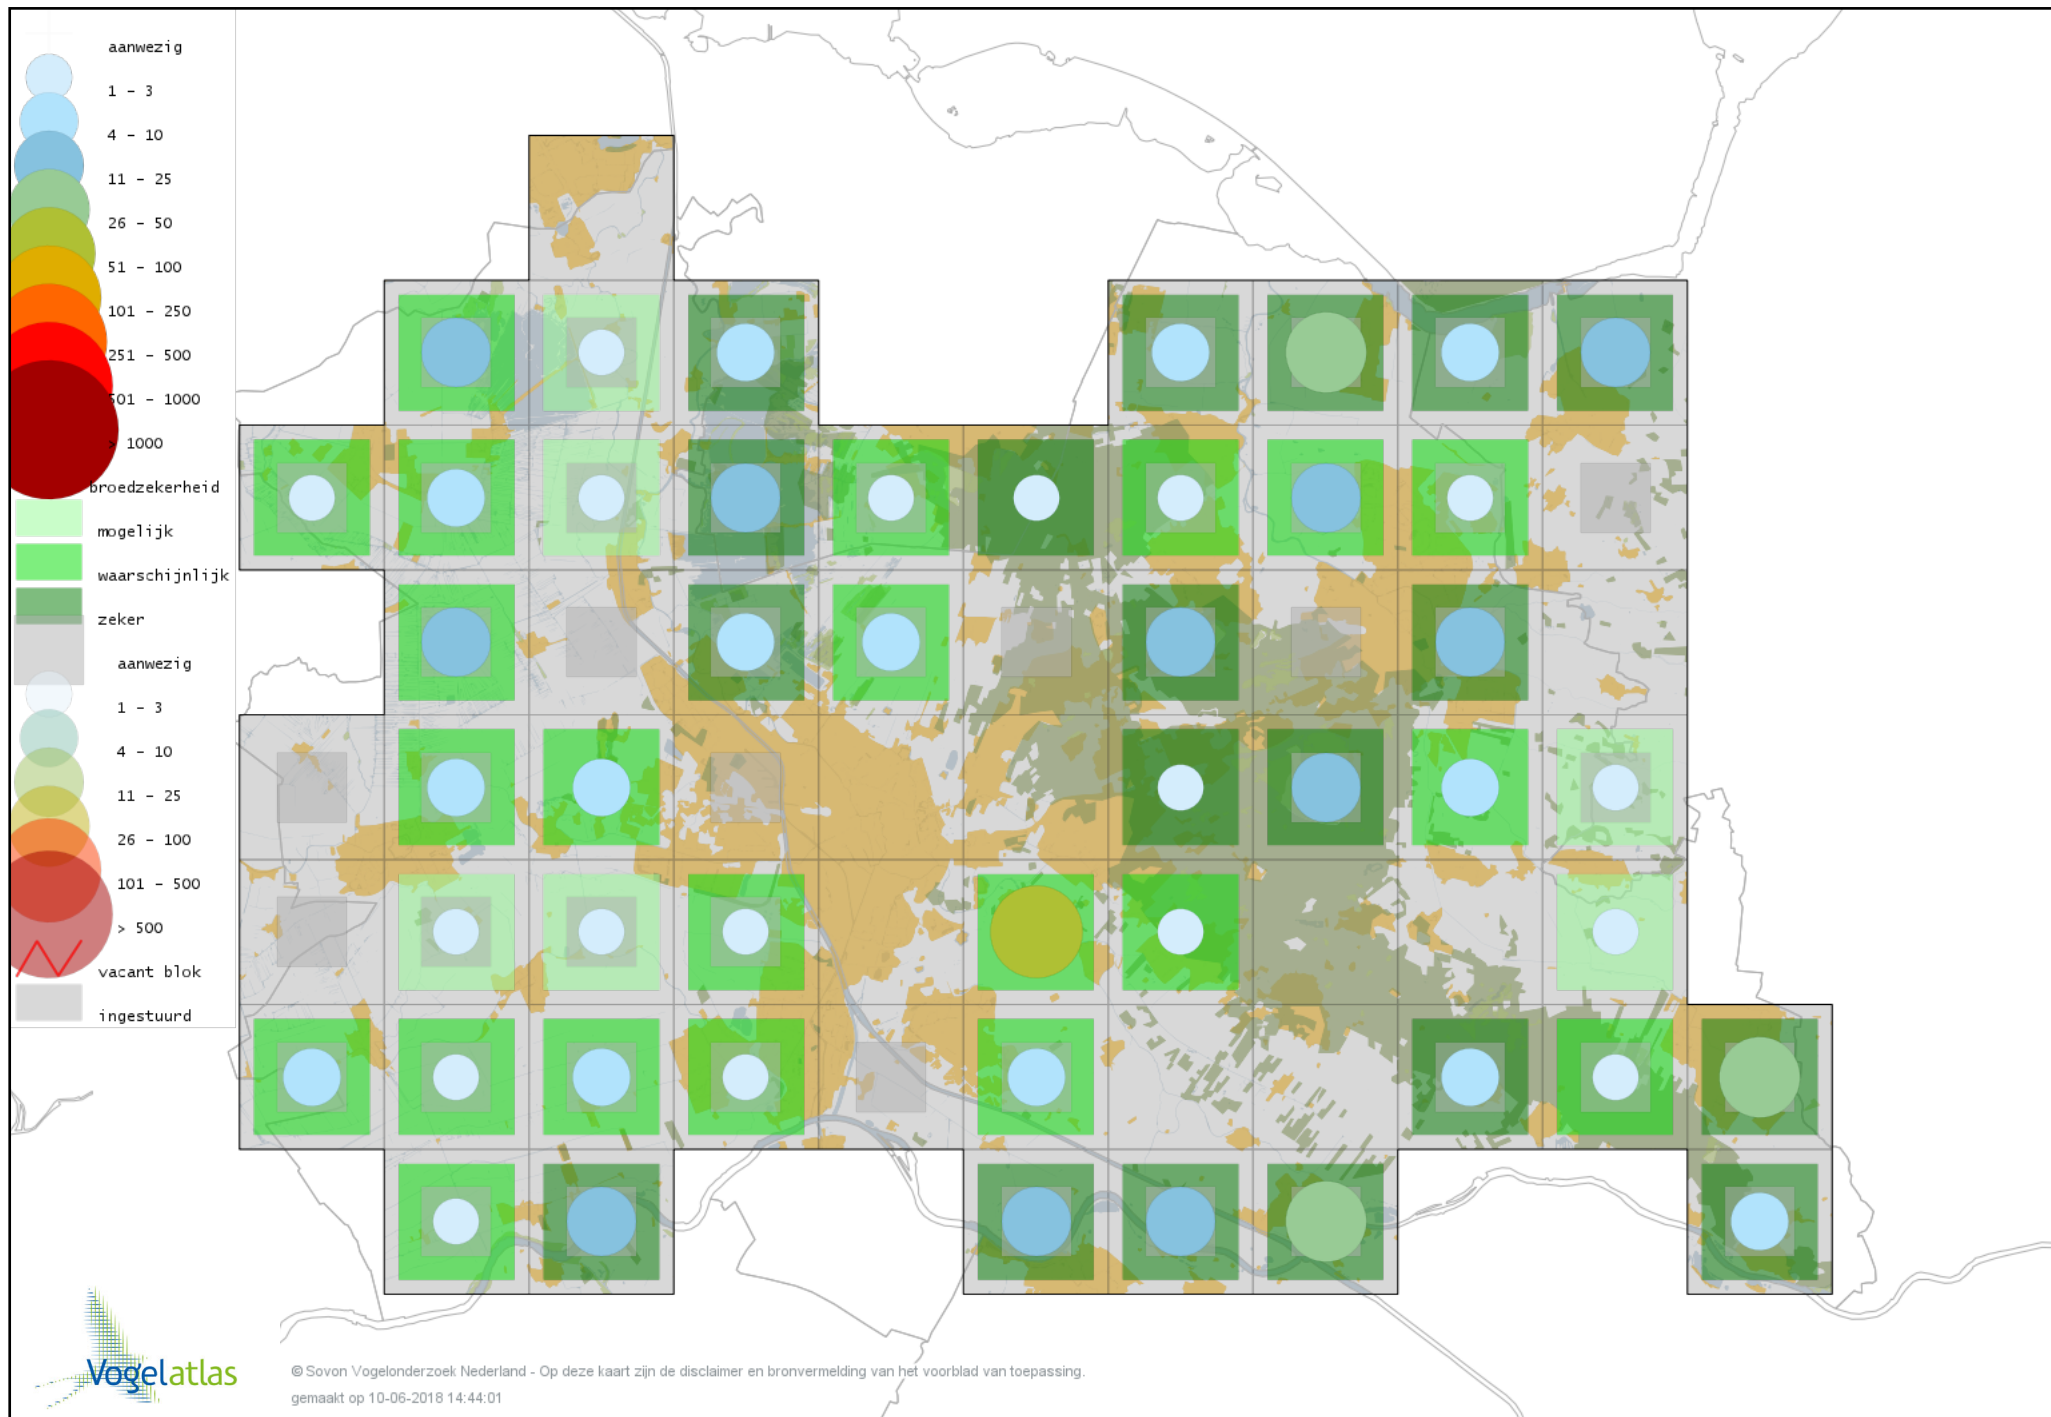 aanwezig
1 - 3
4 - 10
11 - 25
26 - 50
51 - 100
101 - 250
251 - 500
501 - 1000
> 1000
broedzekerheid
mogelijk
waarschijnlijk
zeker
aanwezig
1 - 3
4 - 10
11 - 25
26 - 100
101 - 500
> 500
vacant blok
ingestuurd
Vogelatlas
© Sovon Vogelonderzoek Nederland - Op deze kaart zijn de disclaimer en bronvermelding van het voorblad van toepassing.
gemaakt op 10-06-2018 14:44:01